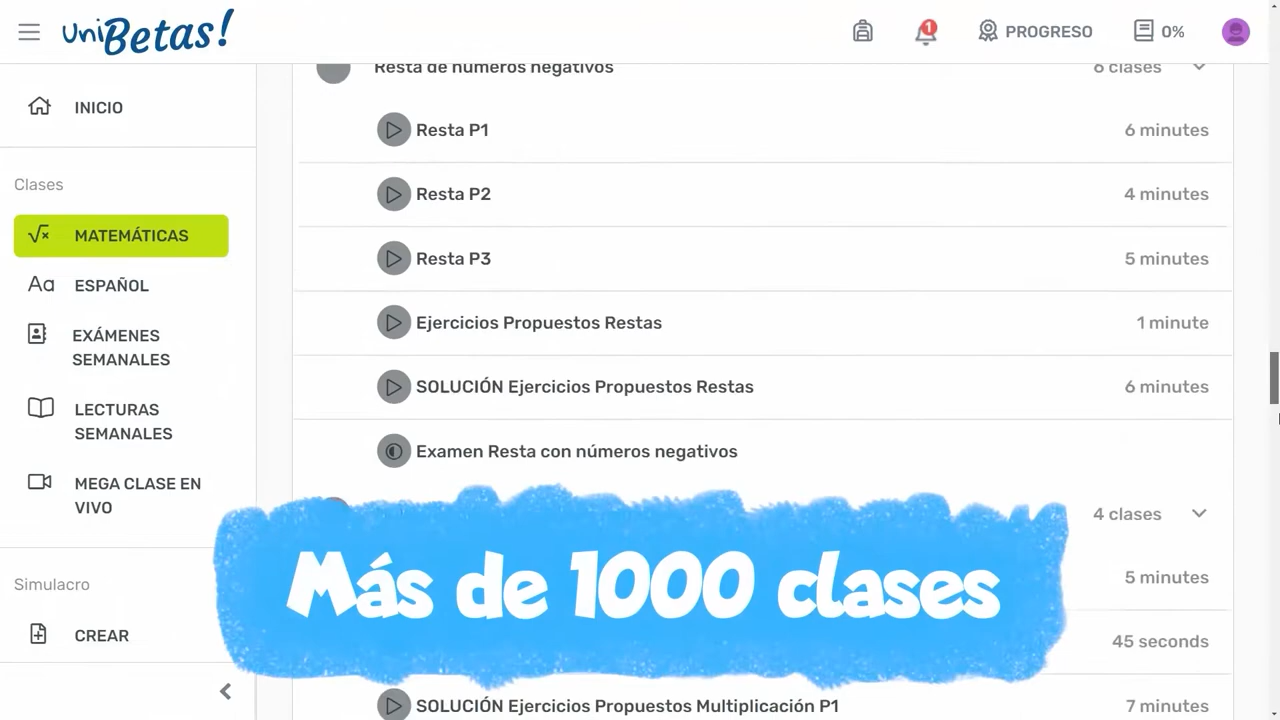 uniBetas!
1
PROGRESO
0%
INICIO
Clases
MATEMÁTICAS
Aa ESPAÑOL
EXÁMENES
SEMANALES
LECTURAS
SEMANALES
MEGA CLASE EN
VIVO
Simulacro
CREAR
Resta de números negativos 6 clases
Resta P1 6 minutes
Resta P2 4 minutes
Resta P3 5 minutes
Ejercicios Propuestos Restas 1 minute
SOLUCIÓN Ejercicios Propuestos Restas 6 minutes
Examen Resta con números negativos
4 clases
5 minutes
45 seconds
SOLUCIÓN Ejercicios Propuestos Multiplicación P1 7 minutes
Más de 1000 clases